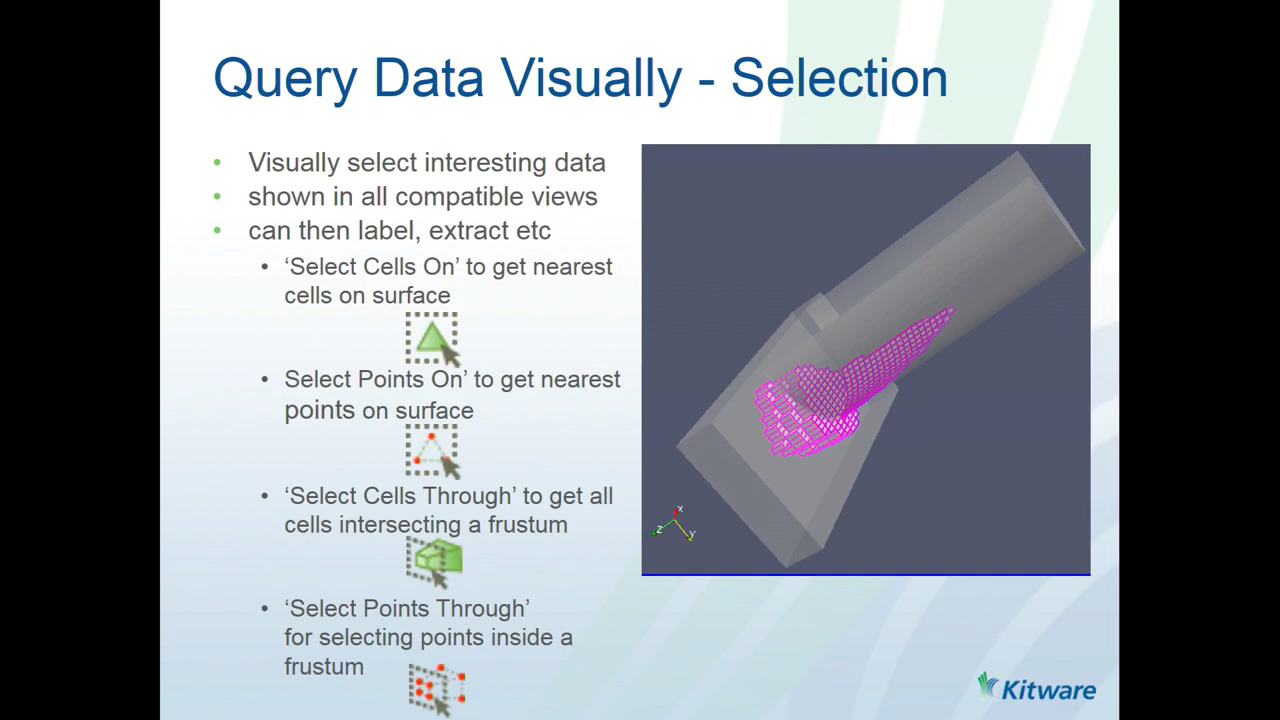 Query Data Visually - Selection
• Visually select interesting data
• shown in all compatible views
• can then label, extract etc
• ‘Select Cells On’ to get nearest
cells on surface
• Select Points On’ to get nearest
points on surface
• ‘Select Cells Through’ to get all
cells intersecting a frustum
• ‘Select Points Through’
for selecting points inside a
frustum
X
Z
Y
Kitware